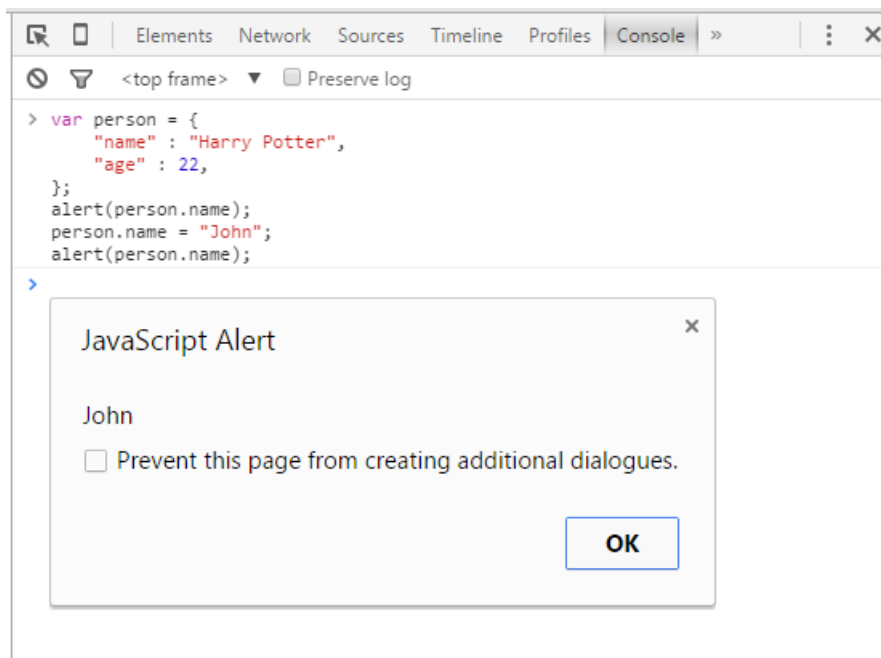 Elements Network Sources Timeline Profiles Console »
<top frame> ▼ Preserve log
> var person = {
"name" : "Harry Potter",
"age" : 22,
};
alert(person.name);
person.name = "John";
alert(person.name);
>
JavaScript Alert
John
Prevent this page from creating additional dialogues.
OK